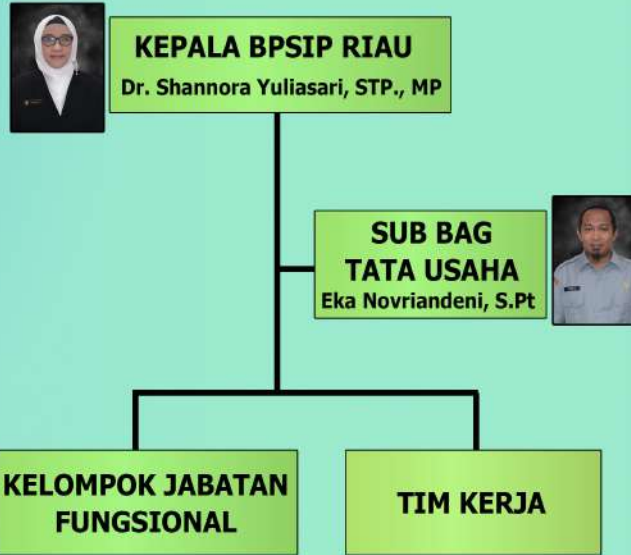 KEPALA BPSIP RIAU
Dr. Shannora Yuliasari, STP., MP
SUB BAG
TATA USAHA
Eka Novriandeni, S.Pt
KELOMPOK JABATAN
FUNGSIONAL
TIM KERJA